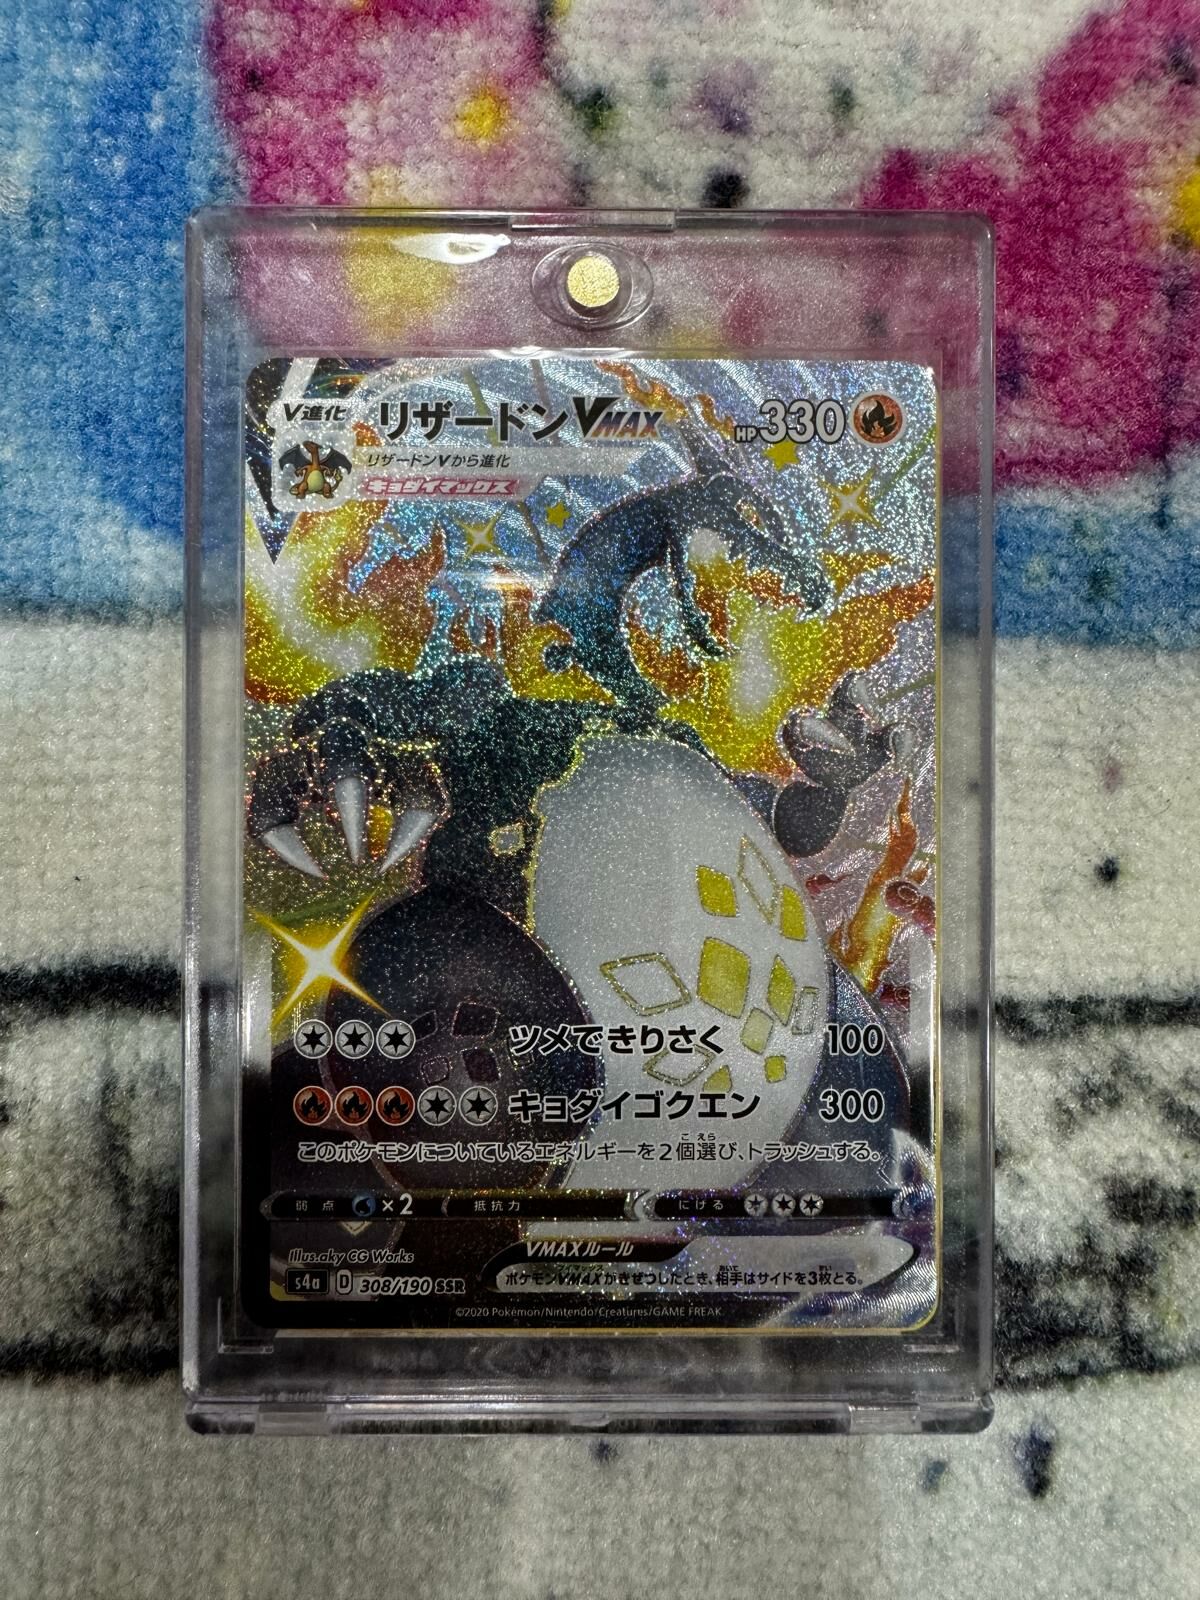 V進化
リザードンVMAX
HP330
リザードンVから進化
キョダイマックス
ツメできりさく 100
キョダイゴクエン 300
このポケモンについているエネルギーを2個選び、トラッシュする。
弱点 ×2 抵抗力 にげる
Illus.aky CG Works
VMAXルール
ポケモンVMAXがきぜつしたとき、相手はサイドを3枚とる。
s4a D 308/190 SSR
©2020 Pokémon/Nintendo/Creatures/GAME FREAK.